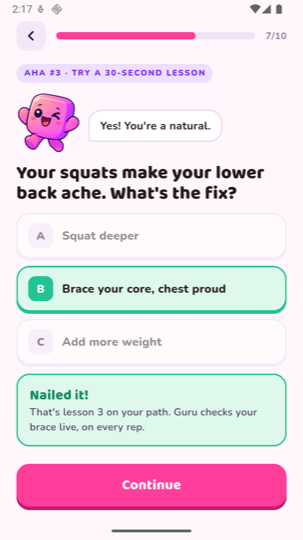 2:17
7/10
AHA #3 · TRY A 30-SECOND LESSON
Yes! You're a natural.
Your squats make your lower
back ache. What's the fix?
A Squat deeper
B Brace your core, chest proud
C Add more weight
Nailed it!
That's lesson 3 on your path. Guru checks your
brace live, on every rep.
Continue